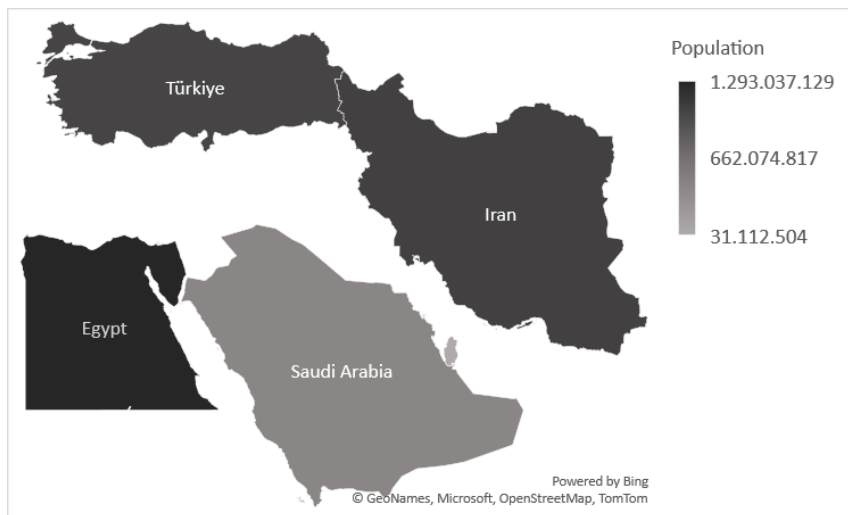 Population
1.293.037.129
Türkiye
662.074.817
Iran
31.112.504
Egypt
Saudi Arabia
Powered by Bing
© GeoNames, Microsoft, OpenStreetMap, TomTom